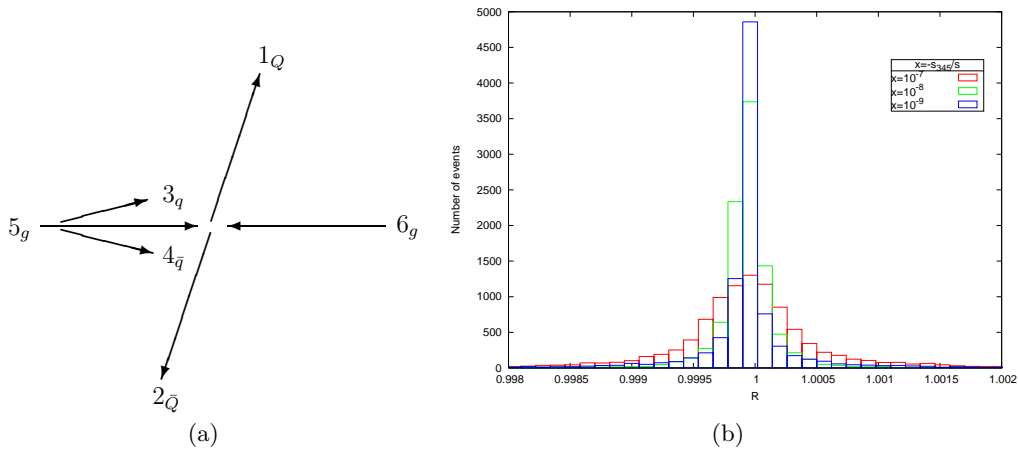 1_Q
3_q
5_g
6_g
4_q̄
2_Q̄
(a)
5000
4500
4000
3500
3000
2500
2000
1500
1000
500
0
Number of events
x=-s_345/s
x=10^-7
x=10^-8
x=10^-9
0.998 0.9985 0.999 0.9995 1 1.0005 1.001 1.0015 1.002
R
(b)